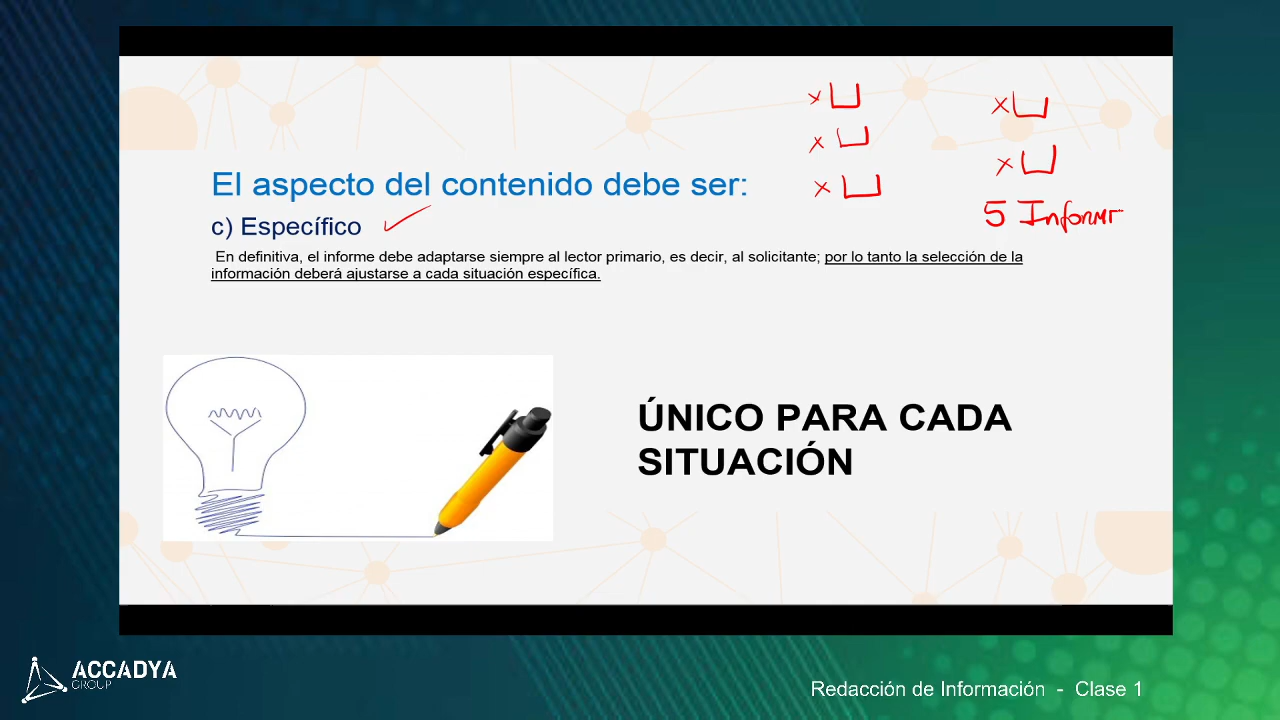 El aspecto del contenido debe ser:
c) Específico
En definitiva, el informe debe adaptarse siempre al lector primario, es decir, al solicitante; por lo tanto la selección de la
información deberá ajustarse a cada situación específica.
ÚNICO PARA CADA
SITUACIÓN
5
ACCADYA
GROUP
Redacción de Información - Clase 1